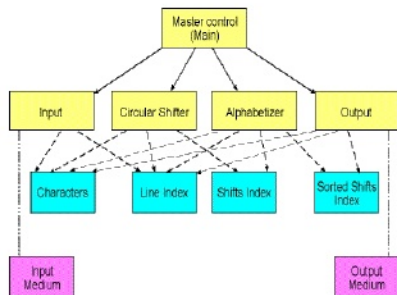 Master control
(Main)
Input
Circular Shifter
Alphabetizer
Output
Characters
Line Index
Shifts Index
Sorted Shifts
Index
Input
Medium
Output
Medium